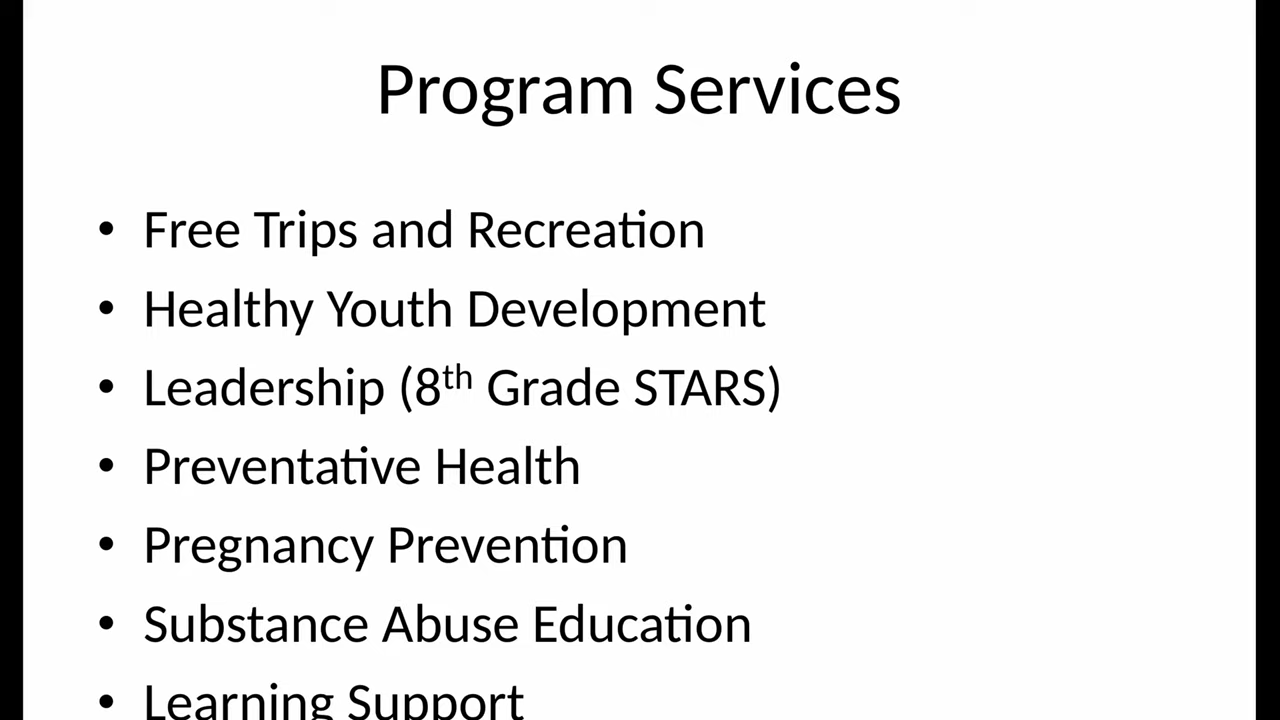 Program Services
• Free Trips and Recreation
• Healthy Youth Development
• Leadership (8th Grade STARS)
• Preventative Health
• Pregnancy Prevention
• Substance Abuse Education
• Learning Support